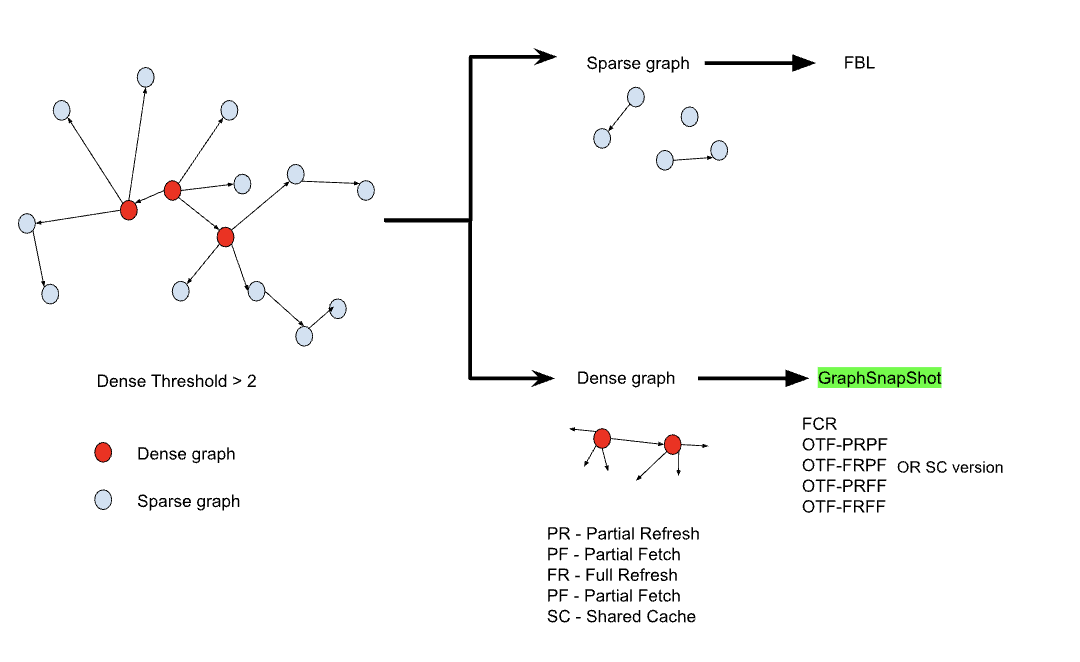 Sparse graph
FBL
Dense Threshold > 2
Dense graph
Sparse graph
Dense graph
GraphSnapShot
FCR
OTF-PRPF
OTF-FRPF OR SC version
OTF-PRFF
OTF-FRFF
PR - Partial Refresh
PF - Partial Fetch
FR - Full Refresh
PF - Partial Fetch
SC - Shared Cache